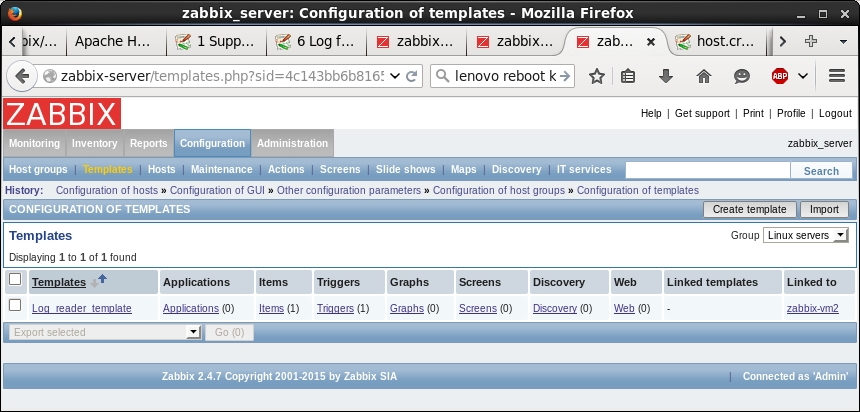 zabbix_server: Configuration of templates - Mozilla Firefox
bix/... Apache H... 1 Supp... 6 Log f... zabbix... zabbix... zab... host.cr...
zabbix-server/templates.php?sid=4c143bb6b8165 lenovo reboot k ABP
ZABBIX
Help | Get support | Print | Profile | Logout
Monitoring Inventory Reports Configuration Administration zabbix_server
Host groups | Templates | Hosts | Maintenance | Actions | Screens | Slide shows | Maps | Discovery | IT services Search
History: Configuration of hosts » Configuration of GUI » Other configuration parameters » Configuration of host groups » Configuration of templates
CONFIGURATION OF TEMPLATES Create template Import
Templates Group Linux servers
Displaying 1 to 1 of 1 found
Templates Applications Items Triggers Graphs Screens Discovery Web Linked templates Linked to
Log_reader_template Applications (0) Items (1) Triggers (1) Graphs (0) Screens (0) Discovery (0) Web (0) - zabbix-vm2
Export selected Go (0)
Zabbix 2.4.7 Copyright 2001-2015 by Zabbix SIA | Connected as 'Admin'